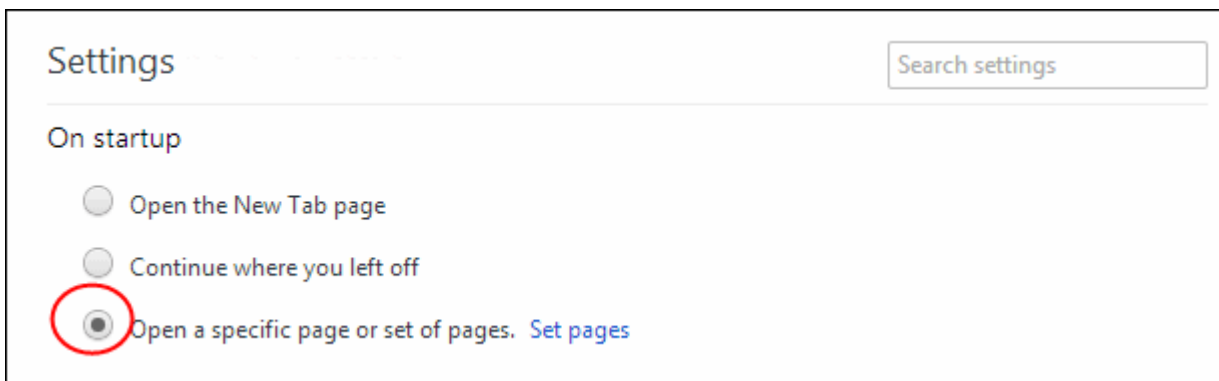 Settings
Search settings
On startup
Open the New Tab page
Continue where you left off
Open a specific page or set of pages. Set pages